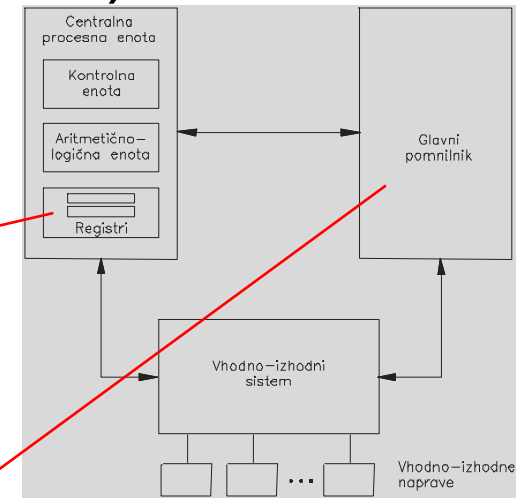 Centralna
procesna enota
Kontrolna
enota
Aritmetično–
logična enota
Registri
Glavni
pomnilnik
Vhodno–izhodni
sistem
Vhodno–izhodne
naprave